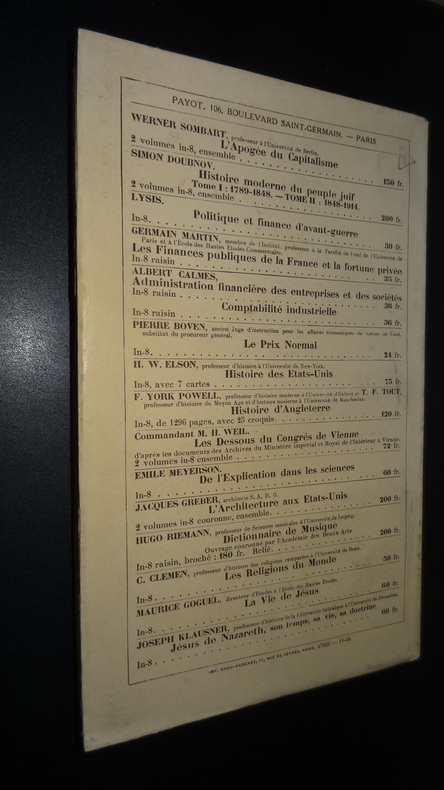 PAYOT, 106, BOULEVARD SAINT-GERMAIN. — PARIS
WERNER SOMBART, professeur à l'Université de Berlin.
L'Apogée du Capitalisme
2 volumes in-8, ensemble . . . . . . . . . . 150 fr.
SIMON DOUBNOV.
Histoire moderne du peuple juif
Tome I : 1789-1848. — TOME II : 1848-1914.
2 volumes in-8, ensemble . . . . . . . . . . 200 fr.
LYSIS.
Politique et finance d'avant-guerre
In-8. . . . . . . . . . 30 fr.
GERMAIN MARTIN, membre de l'Institut, professeur à la Faculté de Droit de l'Université de
Paris et à l'École des Hautes Études Commerciales.
Les Finances publiques de la France et la fortune privée
In-8 raisin . . . . . . . . . . 35 fr.
ALBERT CALMES,
Administration financière des entreprises et des sociétés
In-8 raisin . . . . . . . . . . 36 fr.
Comptabilité industrielle
In-8 raisin . . . . . . . . . . 36 fr.
PIERRE BOVEN, ancien Juge d'instruction pour les affaires économiques du canton de Vaud,
substitut du procureur général.
Le Prix Normal
In-8. . . . . . . . . . 24 fr.
H. W. ELSON, professeur d'histoire à l'Université de New-York.
Histoire des États-Unis
In-8, avec 7 cartes . . . . . . . . . . 75 fr.
F. YORK POWELL, professeur d'histoire moderne à l'Université d'Oxford et T. F. TOUT,
professeur d'histoire du Moyen Age et d'histoire moderne à l'Université de Manchester.
Histoire d'Angleterre
In-8, de 1296 pages, avec 25 croquis. . . . . . . . . . 120 fr.
Commandant M. H. WEIL.
Les Dessous du Congrès de Vienne
d'après les documents des Archives du Ministère impérial et Royal de l'Intérieur à Vienne.
2 volumes in-8 ensemble . . . . . . . . . . 72 fr.
EMILE MEYERSON.
De l'Explication dans les sciences
In-8 . . . . . . . . . . 60 fr.
JACQUES GREBER, architecte S. A. D. G.
L'Architecture aux États-Unis
2 volumes in-8 couronne, ensemble. . . . . . . . . . 200 fr.
HUGO RIEMANN, professeur de Sciences musicales à l'Université de Leipzig.
Dictionnaire de Musique
Ouvrage couronné par l'Académie des Beaux Arts
In-8 raisin, broché : 180 fr. Relié. . . . . . . . . . 200 fr.
C. CLEMEN, professeur d'histoire des religions comparées à l'Université de Bonn.
Les Religions du Monde
In-8. . . . . . . . . . 50 fr.
MAURICE GOGUEL, directeur d'Études à l'École des Hautes Études.
La Vie de Jésus
In-8. . . . . . . . . . 60 fr.
JOSEPH KLAUSNER, professeur d'histoire de la Littérature hébraïque à l'Université de Jérusalem.
Jésus de Nazareth, son temps, sa vie, sa doctrine
In-8. . . . . . . . . . 60 fr.
RUE DE SÈVRES, PARIS.